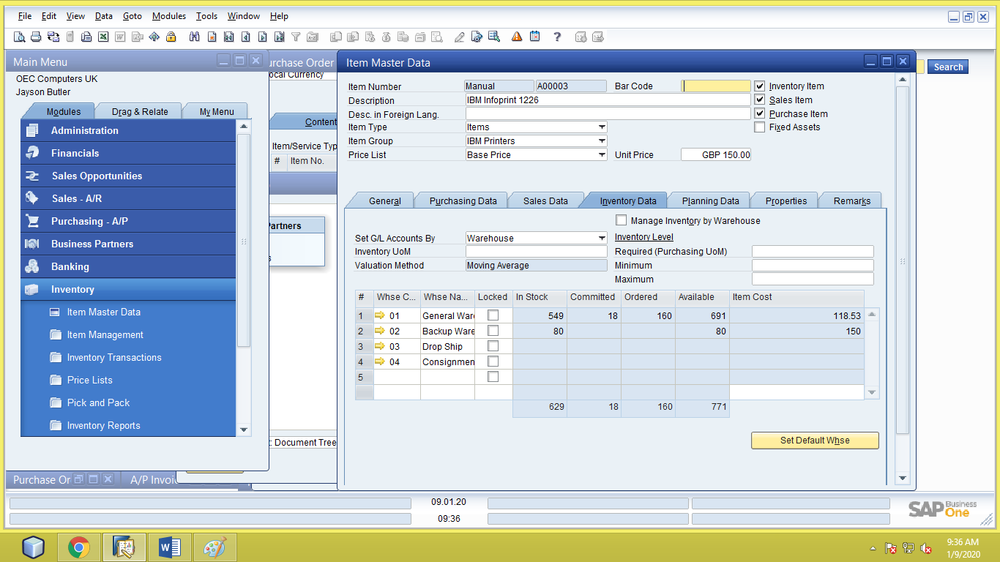 File Edit View Data Goto Modules Tools Window Help
Main Menu
OEC Computers UK
Jayson Butler
Modules Drag & Relate My Menu
Administration
Financials
Sales Opportunities
Sales - A/R
Purchasing - A/P
Business Partners
Banking
Inventory
Item Master Data
Item Management
Inventory Transactions
Price Lists
Pick and Pack
Inventory Reports
urchase Order
ocal Currency
Content
Item/Service Typ
# Item No.
Partners
t: Document Tree
Purchase Or
A/P Invoi
Search
Item Master Data
Item Number Manual A00003 Bar Code
Inventory Item
Description IBM Infoprint 1226
Sales Item
Desc. in Foreign Lang.
Purchase Item
Item Type Items
Fixed Assets
Item Group IBM Printers
Price List Base Price Unit Price GBP 150.00
General Purchasing Data Sales Data Inventory Data Planning Data Properties Remarks
Manage Inventory by Warehouse
Set G/L Accounts By Warehouse Inventory Level
Inventory UoM Required (Purchasing UoM)
Valuation Method Moving Average Minimum
Maximum
# Whse C... Whse Na... Locked In Stock Committed Ordered Available Item Cost
1 01 General Ware 549 18 160 691 118.53
2 02 Backup Ware 80 80 150
3 03 Drop Ship
4 04 Consignmen
5
629 18 160 771
Set Default Whse
09.01.20
09:36
SAP Business One
9:36 AM
1/9/2020